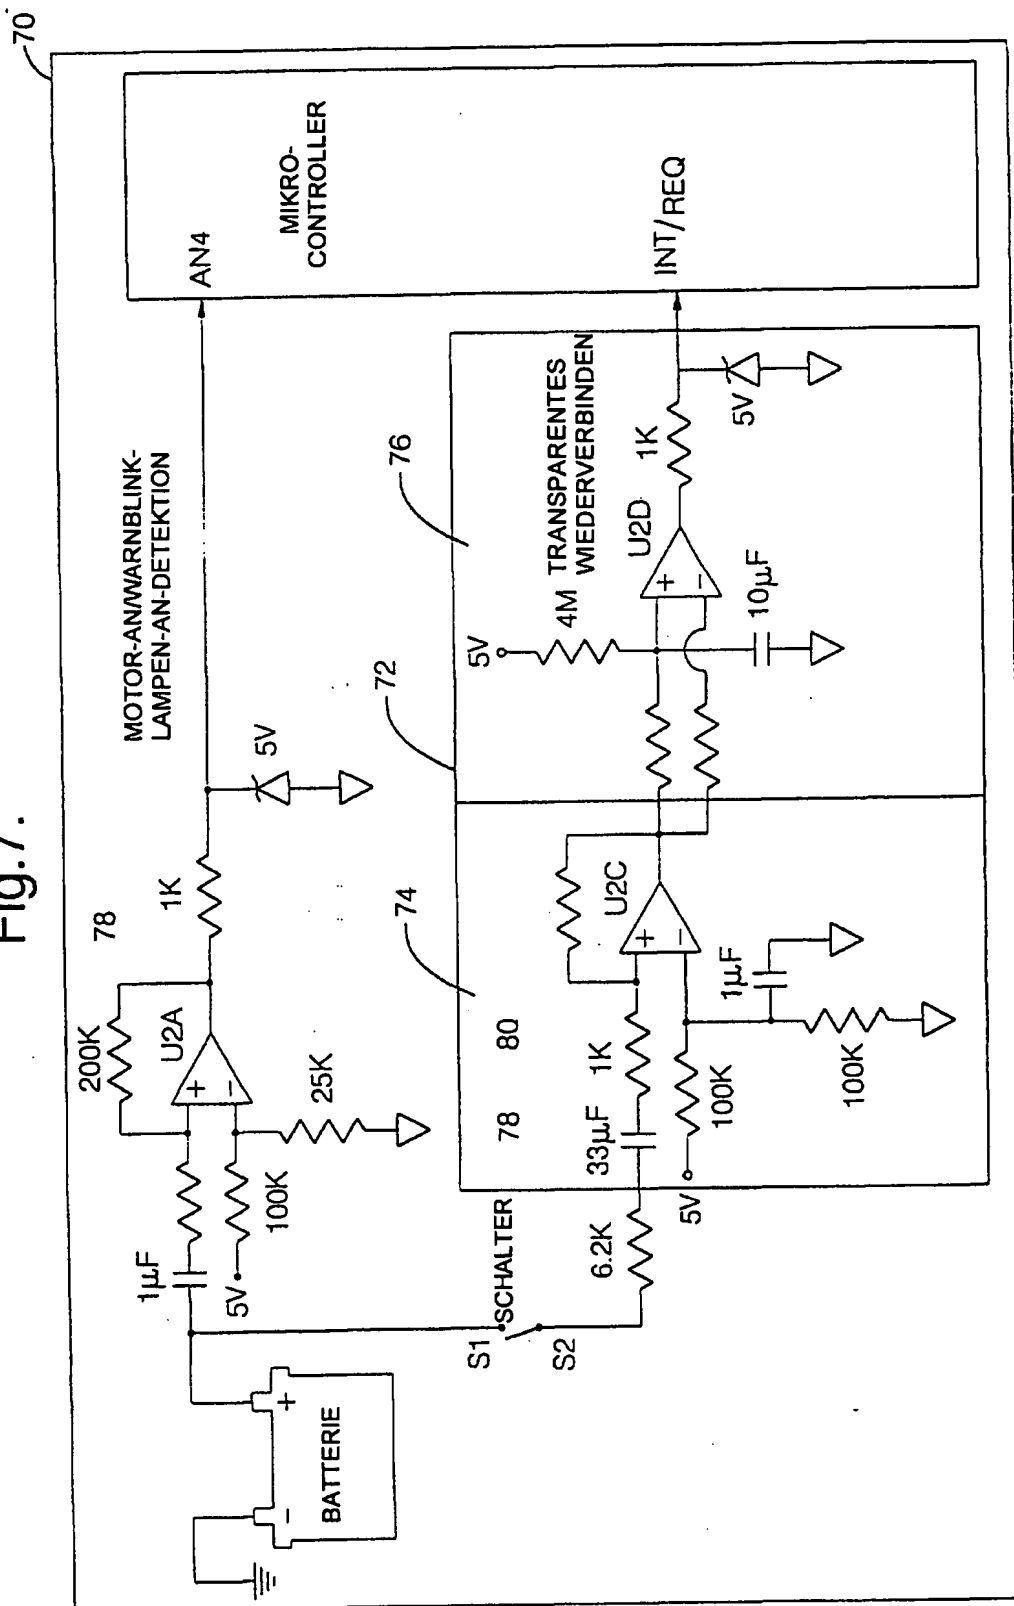 Fig.7.
70
MOTOR-AN/WARNBLINK-
LAMPEN-AN-DETEKTION
AN4
MIKRO-
CONTROLLER
INT/REQ
200K
U2A
78
1K
5V
1µF
5V
100K
25K
BATTERIE
+
−
+
−
S1
SCHALTER
S2
6.2K
72
74
76
78
80
33µF
1K
U2C
+
−
5V
100K
1µF
100K
5V
4M
TRANSPARENTES
WIEDERVERBINDEN
U2D
+
−
1K
10µF
5V